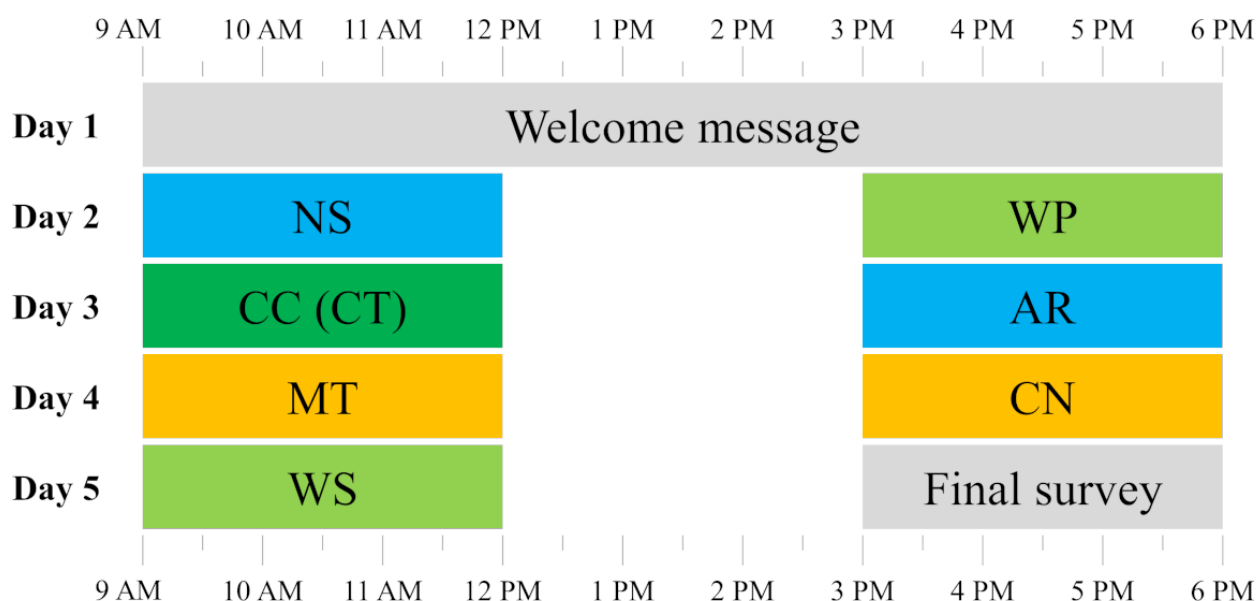 9 AM 10 AM 11 AM 12 PM 1 PM 2 PM 3 PM 4 PM 5 PM 6 PM
Day 1 Welcome message
Day 2 NS WP
Day 3 CC (CT) AR
Day 4 MT CN
Day 5 WS Final survey
9 AM 10 AM 11 AM 12 PM 1 PM 2 PM 3 PM 4 PM 5 PM 6 PM